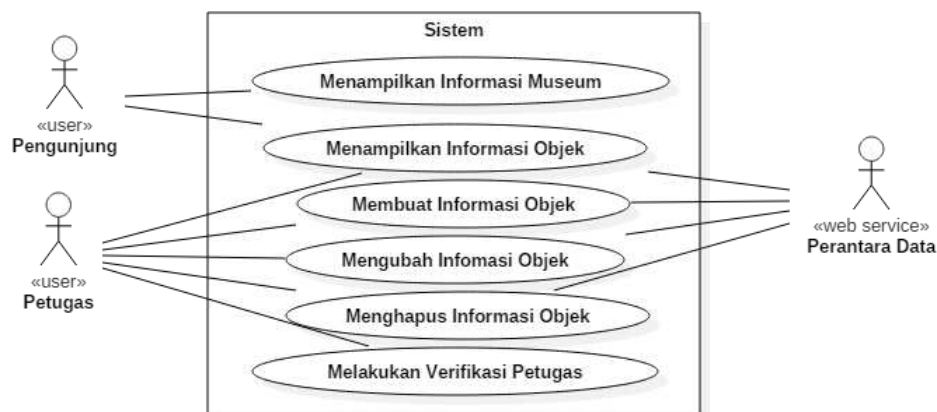 Sistem
Menampilkan Informasi Museum
«user»
Pengunjung
Menampilkan Informasi Objek
Membuat Informasi Objek
«web service»
Perantara Data
Mengubah Infomasi Objek
«user»
Petugas
Menghapus Informasi Objek
Melakukan Verifikasi Petugas